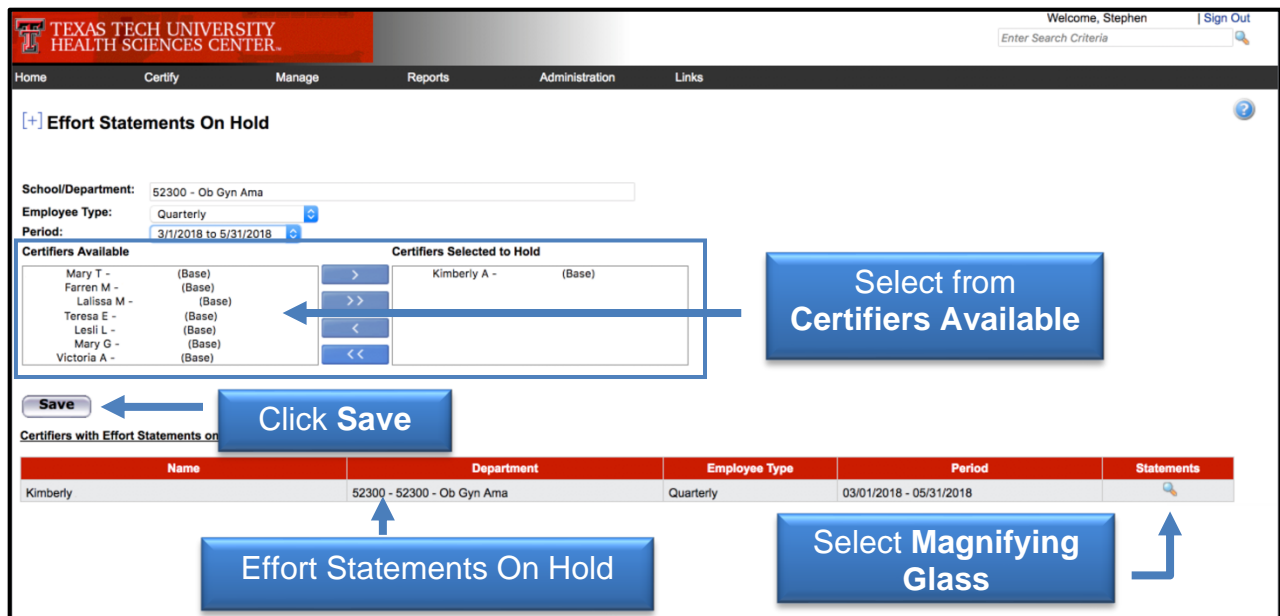 TEXAS TECH UNIVERSITY
HEALTH SCIENCES CENTER™
Welcome, Stephen | Sign Out
Enter Search Criteria
Home Certify Manage Reports Administration Links
[+] Effort Statements On Hold
School/Department: 52300 - Ob Gyn Ama
Employee Type: Quarterly
Period: 3/1/2018 to 5/31/2018
Certifiers Available Certifiers Selected to Hold
Mary T - (Base) > Kimberly A - (Base)
Farren M - (Base)
Lalissa M - (Base) >>
Teresa E - (Base)
Lesli L - (Base) <
Mary G - (Base)
Victoria A - (Base) <<
Select from
Certifiers Available
Save
Click Save
Certifiers with Effort Statements on
Name Department Employee Type Period Statements
Kimberly 52300 - 52300 - Ob Gyn Ama Quarterly 03/01/2018 - 05/31/2018
Effort Statements On Hold
Select Magnifying
Glass